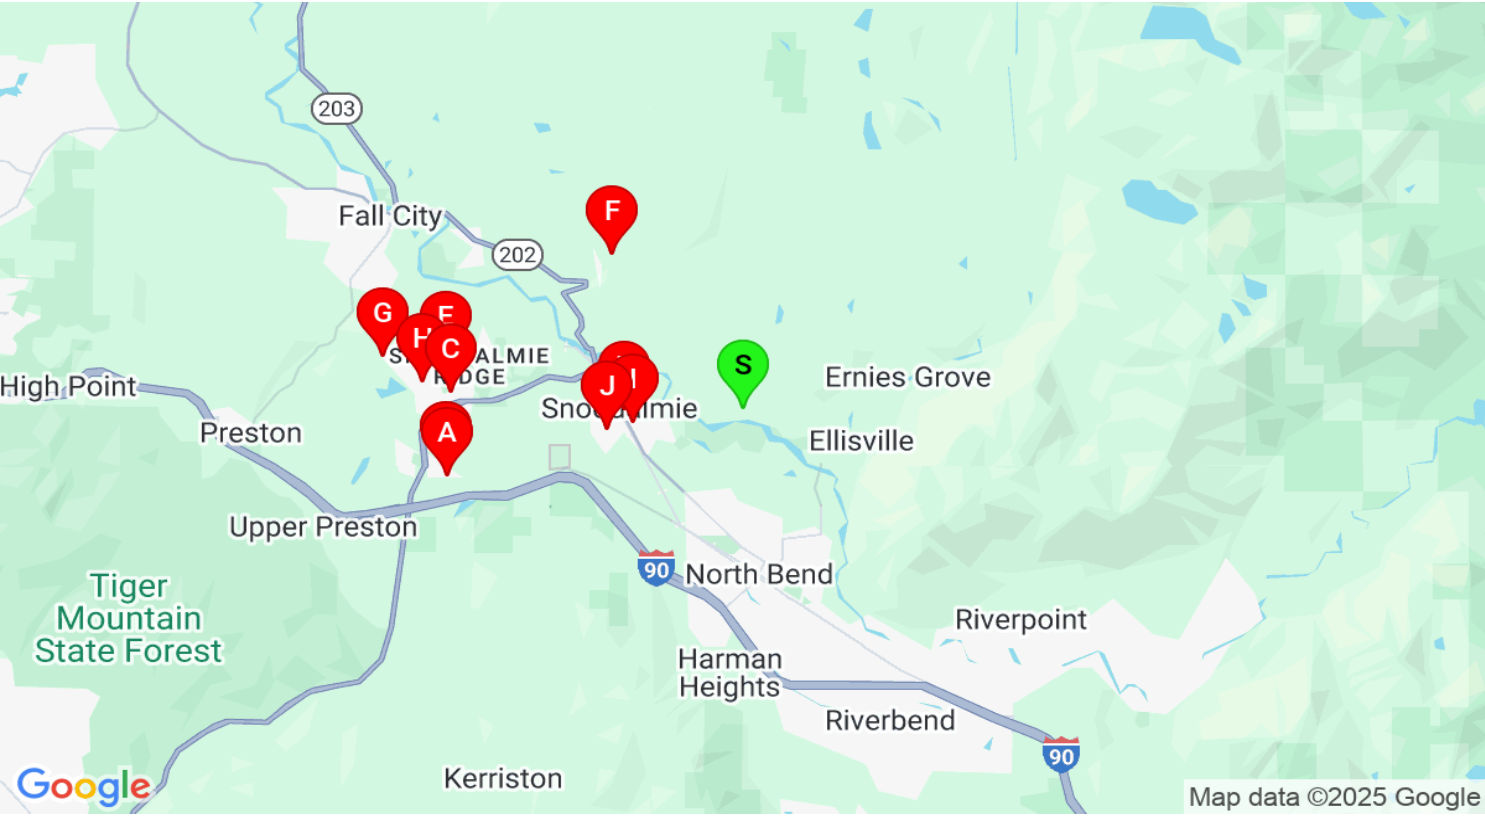 203
Fall City
F
202
G
E
H
C
S
RIDGE
J
S
Ernies Grove
High Point
Preston
A
Ellisville
Upper Preston
90
North Bend
Tiger
Mountain
State Forest
Riverpoint
Harman
Heights
Riverbend
90
Kerriston
Google
Map data ©2025 Google